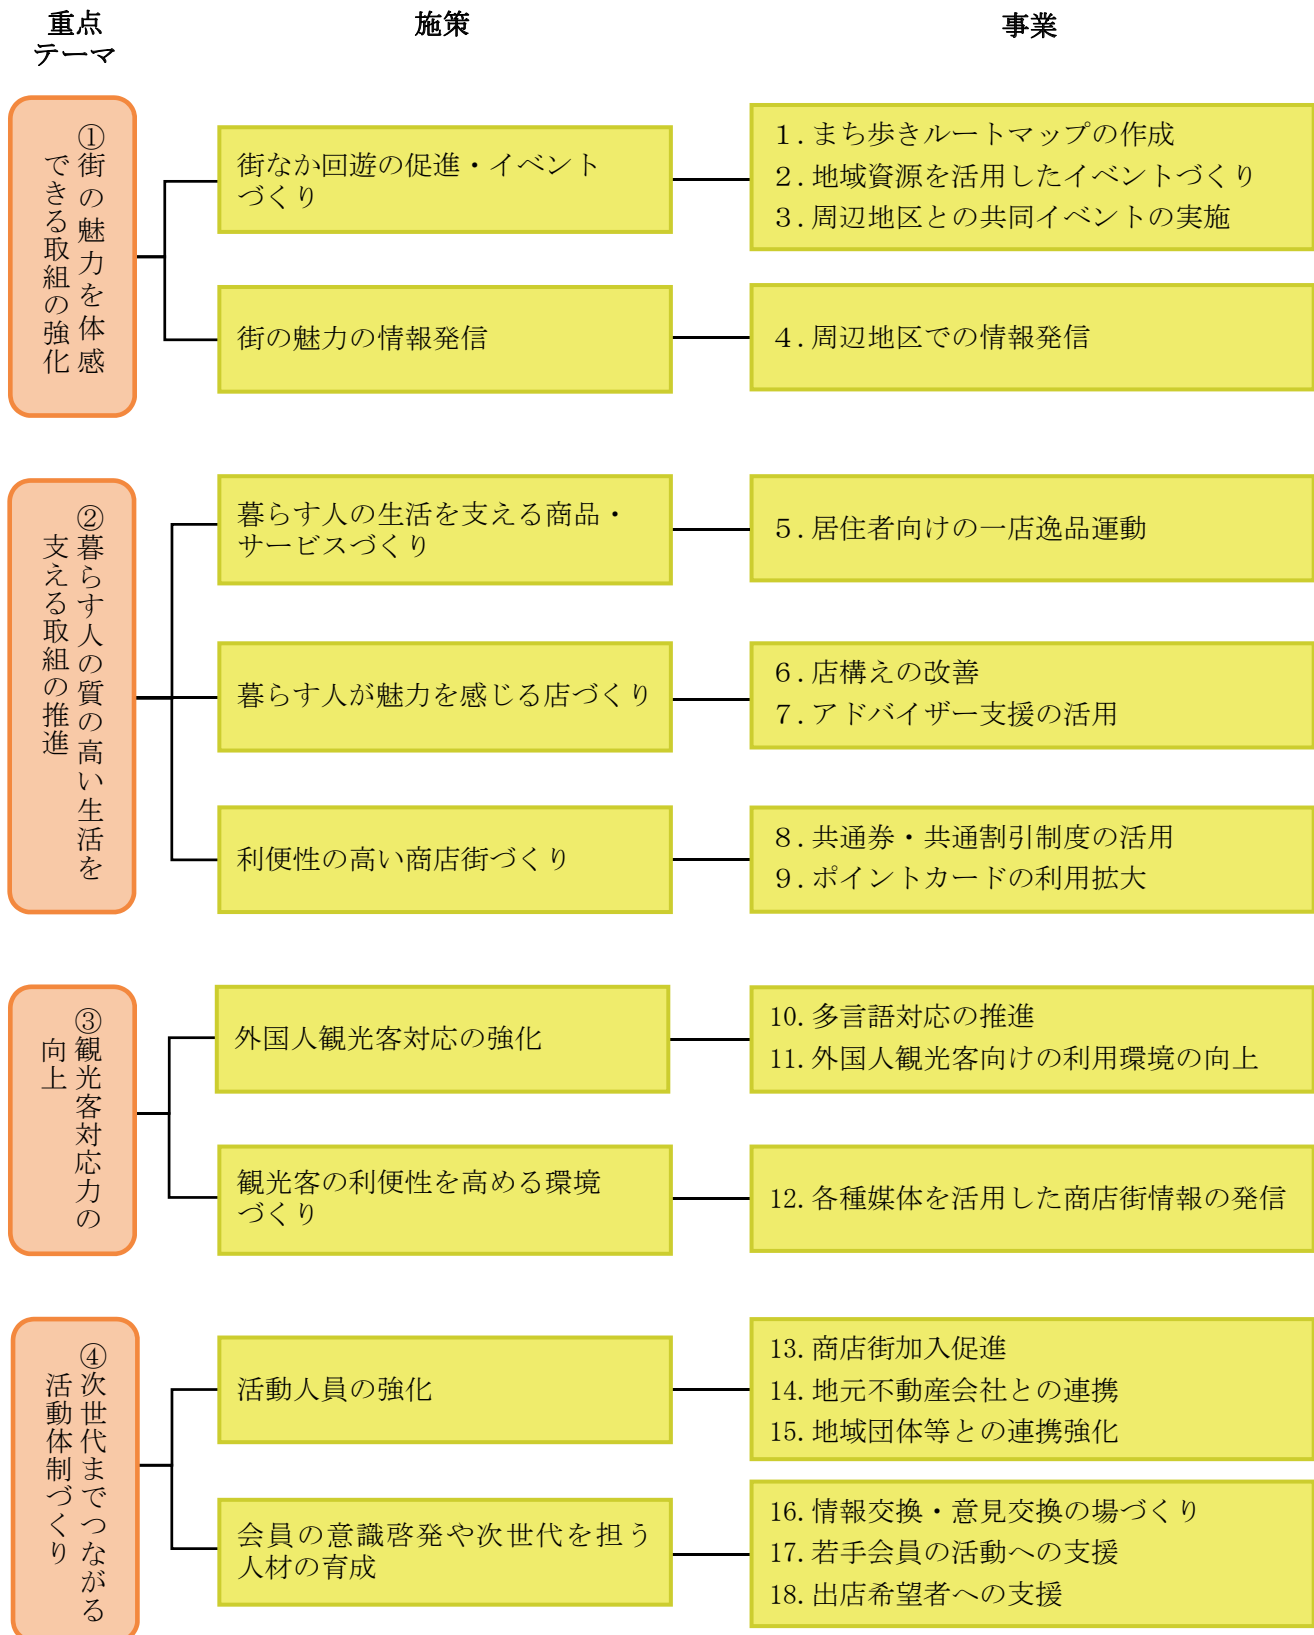 重点
テーマ
施策
事業
①街の魅力を体感
できる取組の強化
街なか回遊の促進・イベント
づくり
１.まち歩きルートマップの作成
２.地域資源を活用したイベントづくり
３.周辺地区との共同イベントの実施
街の魅力の情報発信
４.周辺地区での情報発信
②暮らす人の質の高い生活を
支える取組の推進
暮らす人の生活を支える商品・
サービスづくり
５.居住者向けの一店逸品運動
暮らす人が魅力を感じる店づくり
６.店構えの改善
７.アドバイザー支援の活用
利便性の高い商店街づくり
８.共通券・共通割引制度の活用
９.ポイントカードの利用拡大
③観光客対応力の
向上
外国人観光客対応の強化
10.多言語対応の推進
11.外国人観光客向けの利用環境の向上
観光客の利便性を高める環境
づくり
12.各種媒体を活用した商店街情報の発信
④次世代までつながる
活動体制づくり
活動人員の強化
13.商店街加入促進
14.地元不動産会社との連携
15.地域団体等との連携強化
会員の意識啓発や次世代を担う
人材の育成
16.情報交換・意見交換の場づくり
17.若手会員の活動への支援
18.出店希望者への支援